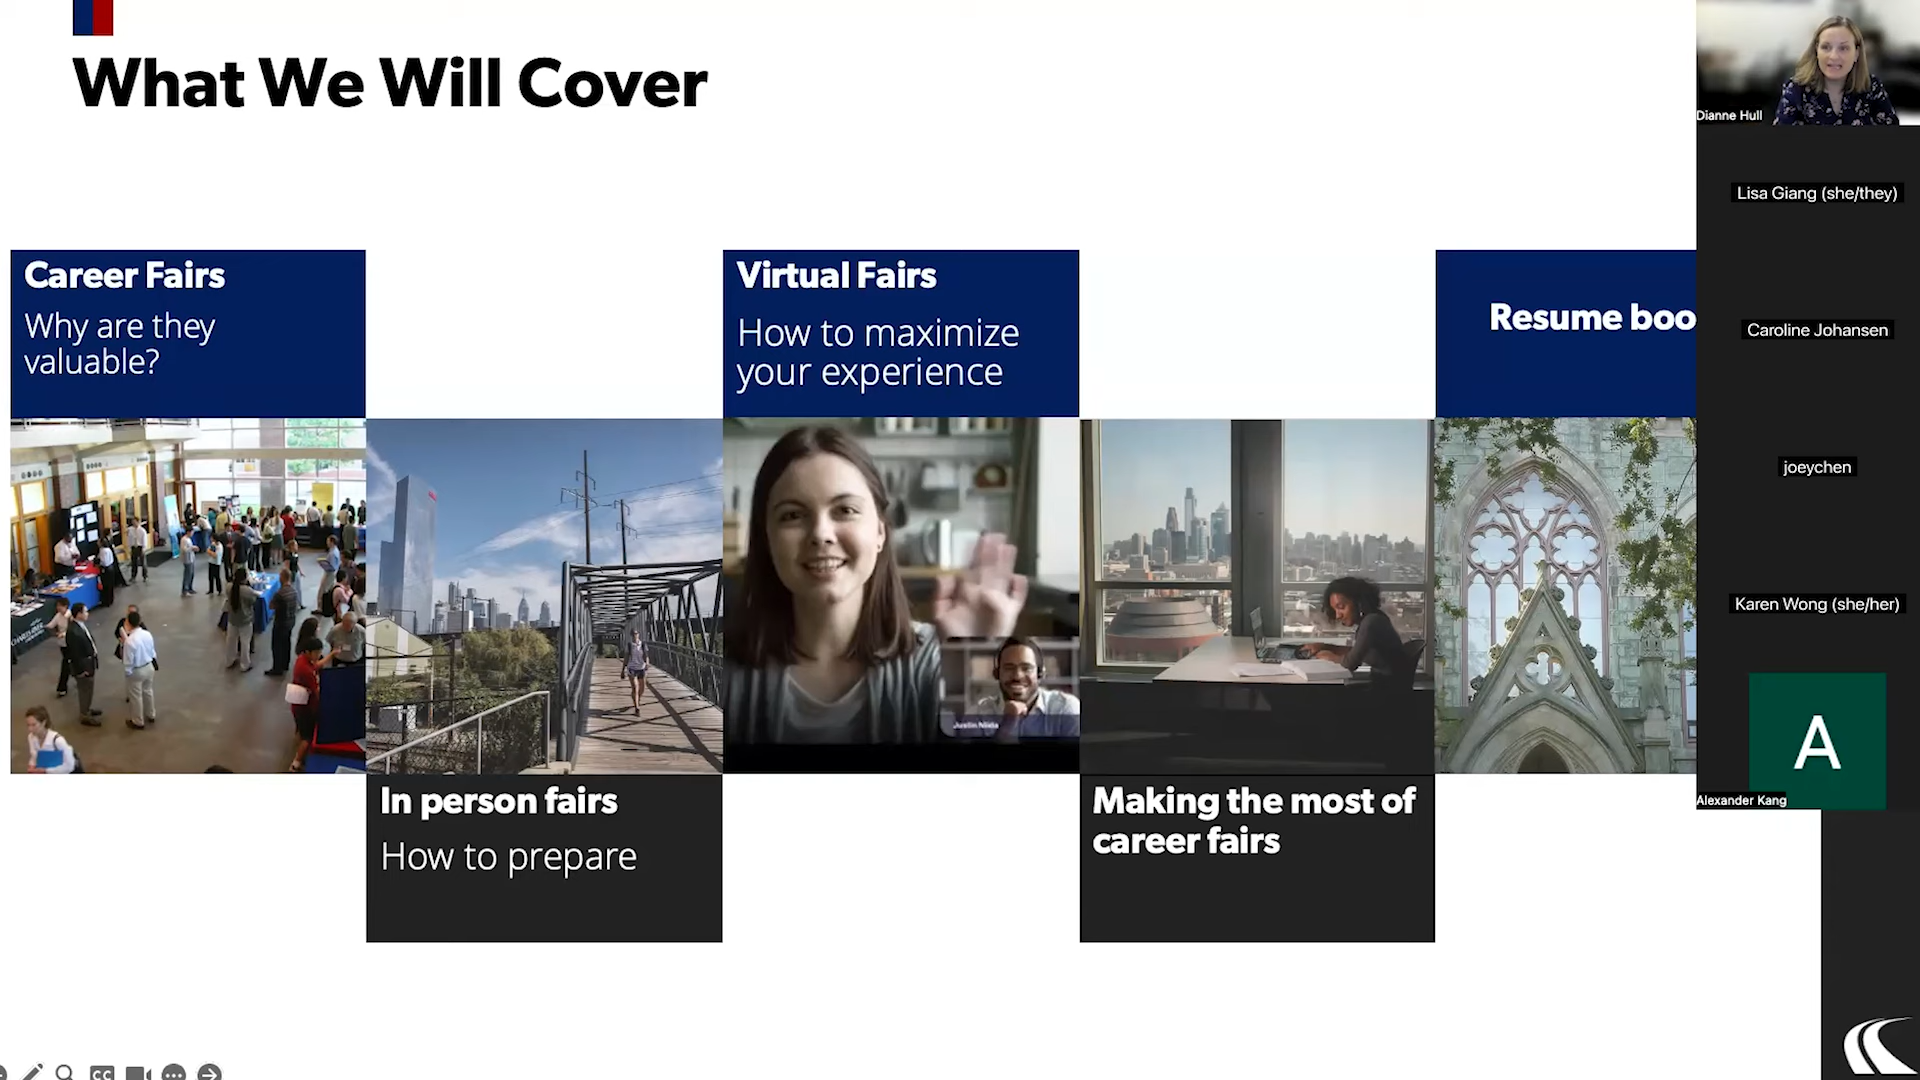 What We Will Cover
Career Fairs
Why are they
valuable?
In person fairs
How to prepare
Virtual Fairs
How to maximize
your experience
Making the most of
career fairs
Resume boo
Dianne Hull
Lisa Giang (she/they)
Caroline Johansen
joeychen
Karen Wong (she/her)
A
Alexander Kang
CC